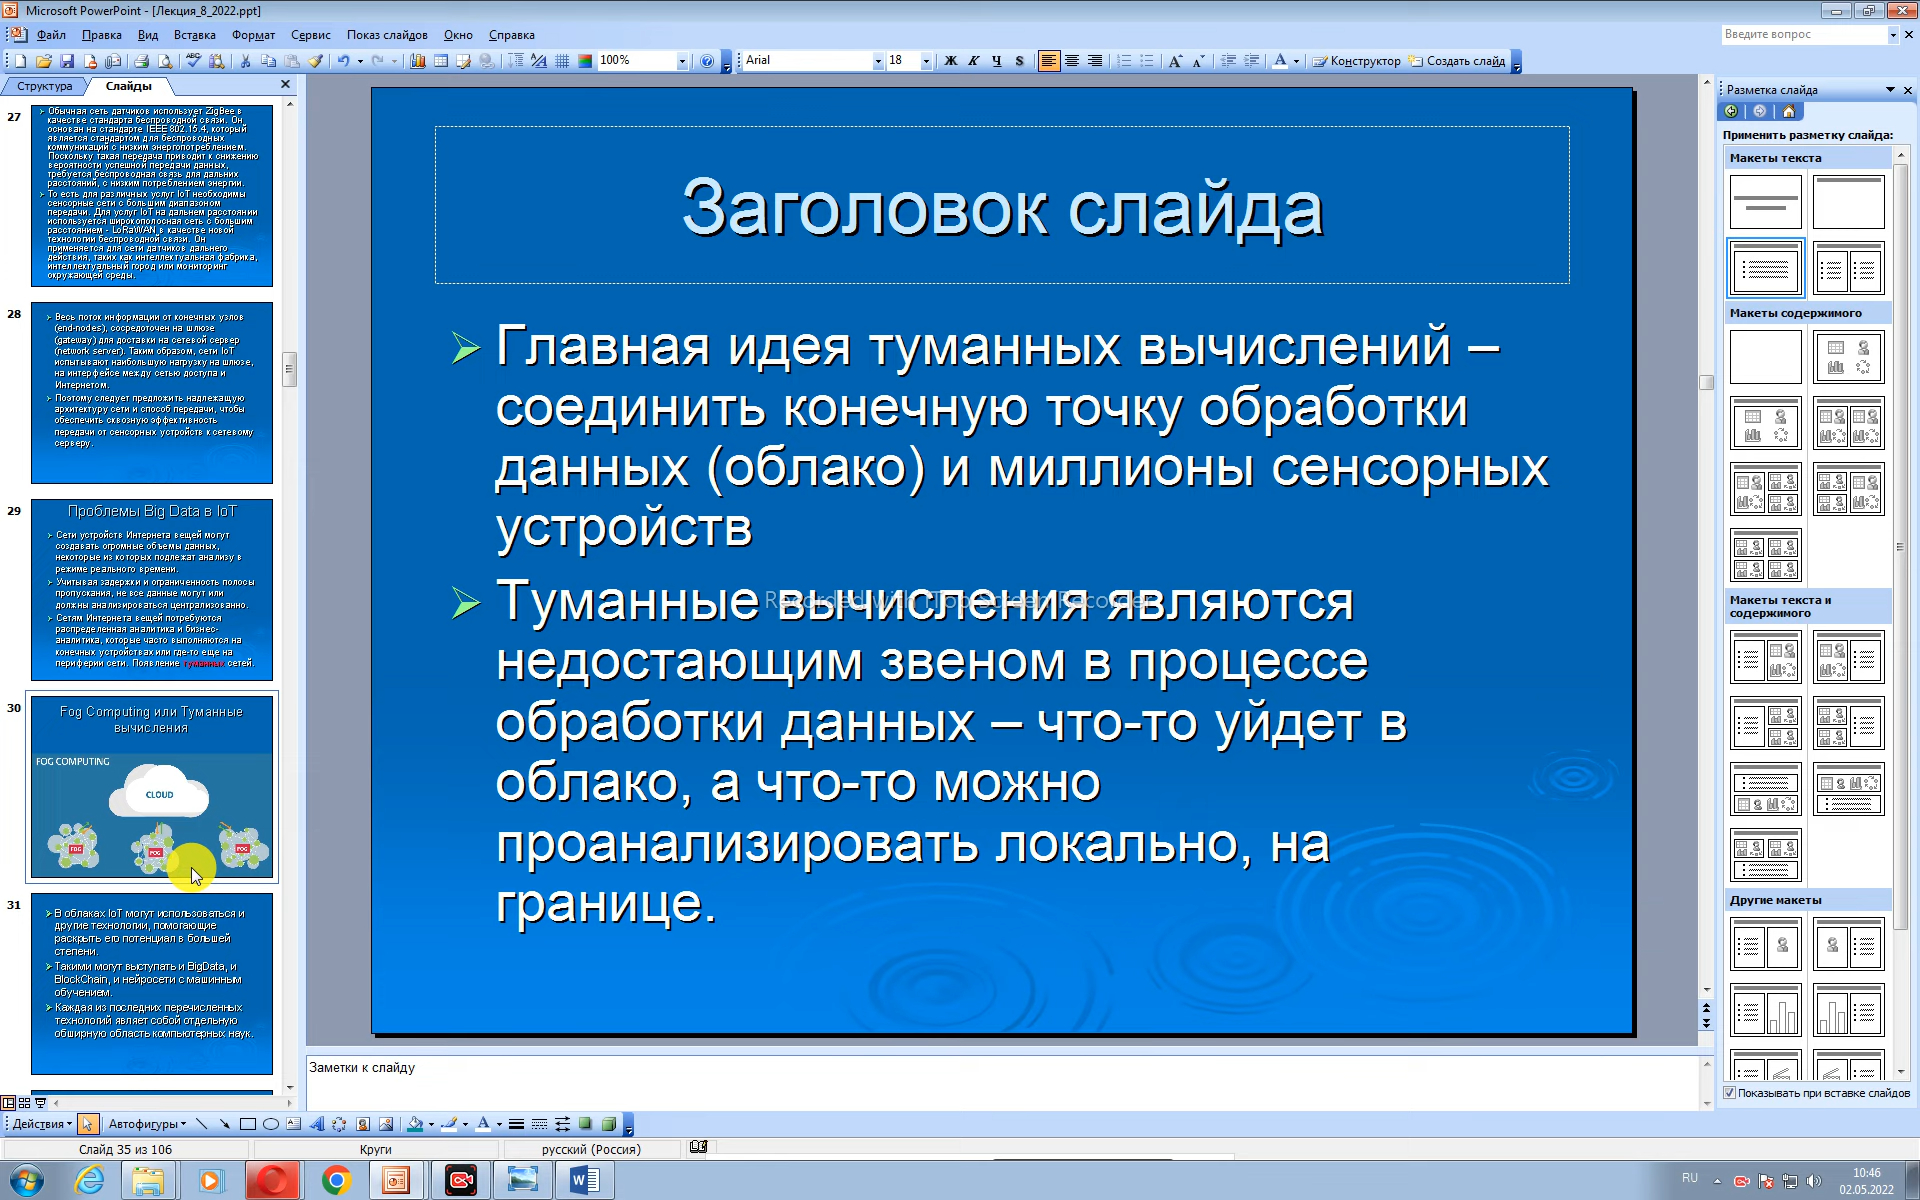 Microsoft PowerPoint - [Лекция_8_2022.ppt]
Файл Правка Вид Вставка Формат Сервис Показ слайдов Окно Справка
Введите вопрос
100%
Arial
18
Ж К Ч S
Конструктор
Создать слайд
Структура
Слайды
27
Обычная сеть датчиков использует ZigBee в
качестве стандарта беспроводной связи. Он
основан на стандарте IEEE 802.15.4, который
является стандартом для беспроводных
коммуникаций с низким энергопотреблением.
Поскольку такая передача приводит к снижению
вероятности успешной передачи данных,
требуется беспроводная связь для дальних
расстояний, с низким потреблением энергии.
То есть для различных услуг IoT необходимы
сенсорные сети с большим диапазоном
передачи. Для услуг IoT на дальнем расстоянии
используется широкополосная сеть с большим
расстоянием - LoRaWAN в качестве новой
технологии беспроводной связи. Он
применяется для сети датчиков дальнего
действия, таких как интеллектуальная фабрика,
интеллектуальный город или мониторинг
окружающей среды.
28
Весь поток информации от конечных узлов
(end-nodes), сосредоточен на шлюзе
(gateway) для доставки на сетевой сервер
(network server). Таким образом, сети IoT
испытывают наибольшую нагрузку на шлюзе,
на интерфейсе между сетью доступа и
Интернетом.
Поэтому следует предложить надлежащую
архитектуру сети и способ передачи, чтобы
обеспечить сквозную эффективность
передачи от сенсорных устройств к сетевому
серверу.
29
Проблемы Big Data в IoT
Сети устройств Интернета вещей могут
создавать огромные объемы данных,
некоторые из которых подлежат анализу в
режиме реального времени.
Учитывая задержки и ограниченность полосы
пропускания, не все данные могут или
должны анализироваться централизованно.
Сетям Интернета вещей потребуются
распределенная аналитика и бизнес-
аналитика, которые часто выполняются на
конечных устройствах или где-то еще на
периферии сети. Появление туманных сетей.
30
Fog Computing или Туманные
вычисления
FOG COMPUTING
CLOUD
FOG
FOG
FOG
31
В облаках IoT могут использоваться и
другие технологии, помогающие
раскрыть его потенциал в большей
степени.
Такими могут выступать и BigData, и
BlockChain, и нейросети с машинным
обучением.
Каждая из последних перечисленных
технологий являет собой отдельную
обширную область компьютерных наук.
Заголовок слайда
Главная идея туманных вычислений –
соединить конечную точку обработки
данных (облако) и миллионы сенсорных
устройств
Туманные вычисления являются
недостающим звеном в процессе
обработки данных – что-то уйдет в
облако, а что-то можно
проанализировать локально, на
границе.
Recorded with iTop Screen Recorder
Заметки к слайду
Разметка слайда
Применить разметку слайда:
Макеты текста
Макеты содержимого
Макеты текста и
содержимого
Другие макеты
Показывать при вставке слайдов
Действия
Автофигуры
Слайд 35 из 106
Круги
русский (Россия)
RU
10:46
02.05.2022